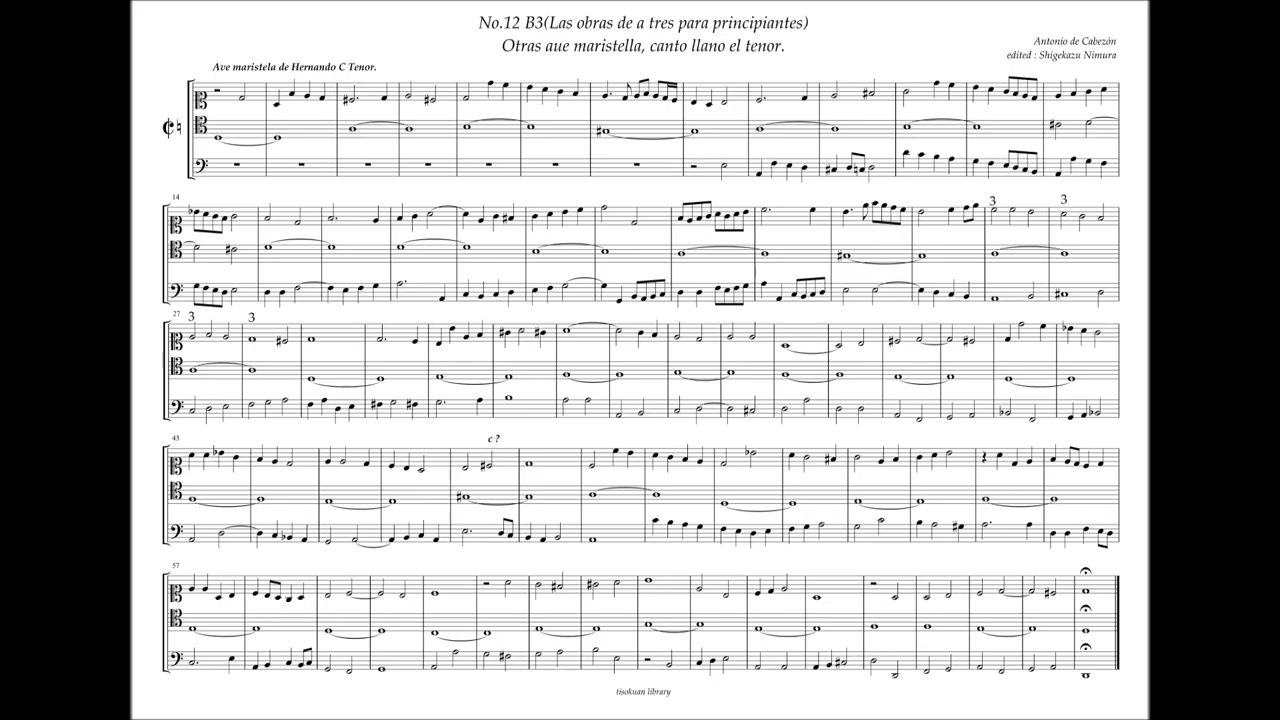 No.12 B3(Las obras de a tres para principiantes)
Otras aue maristella, canto llano el tenor.
Antonio de Cabezón
edited : Shigekazu Nimura
Ave maristela de Hernando C Tenor.
14
3 3
27
3 3
43
c ?
57
tisokuan library